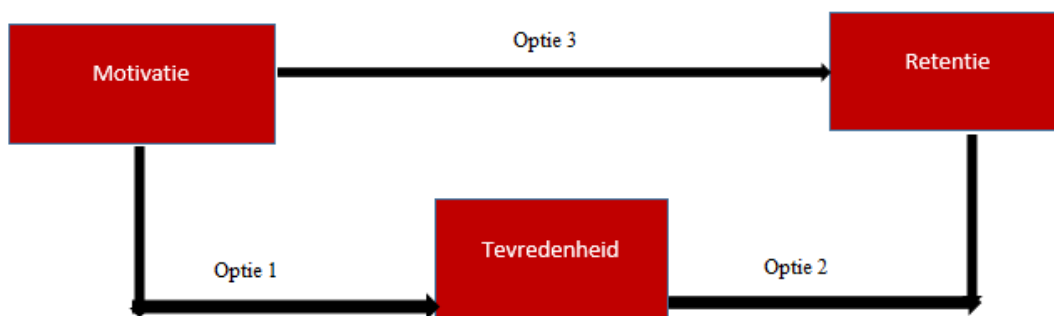 Optie 3
Motivatie
Retentie
Tevredenheid
Optie 1
Optie 2